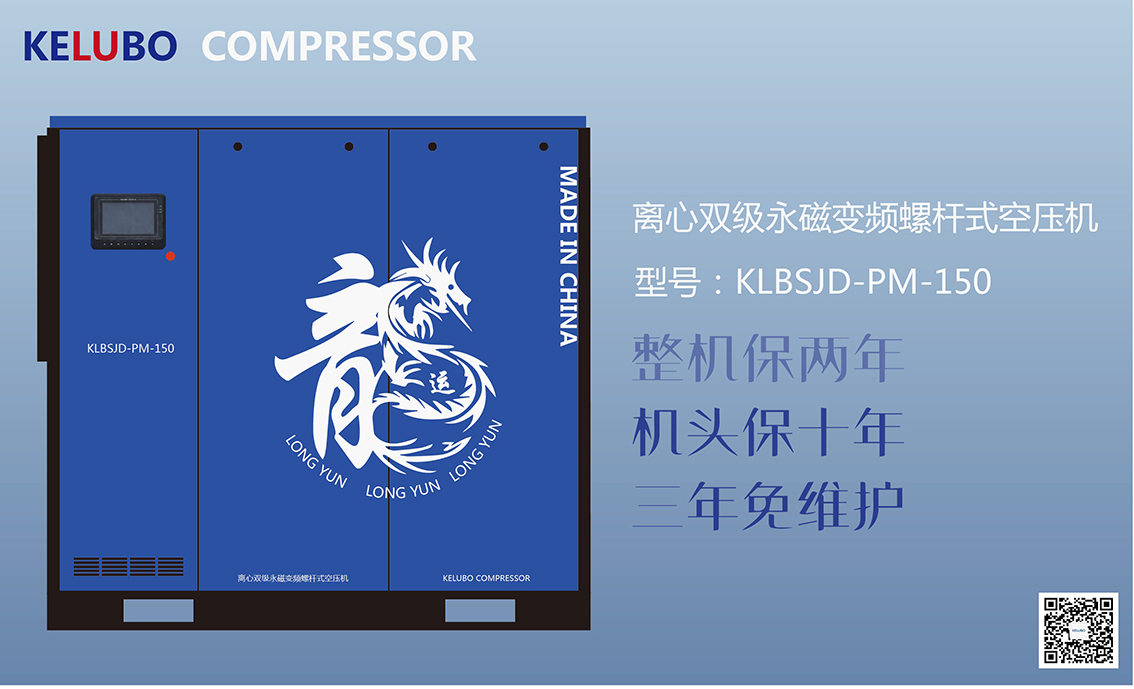 KELUBO COMPRESSOR
MADE IN CHINA
KLBSJD-PM-150
龍
运
LONG YUN LONG YUN LONG YUN
离心双级永磁变频螺杆式空压机
KELUBO COMPRESSOR
离心双级永磁变频螺杆式空压机
型号：KLBSJD-PM-150
整机保两年
机头保十年
三年免维护